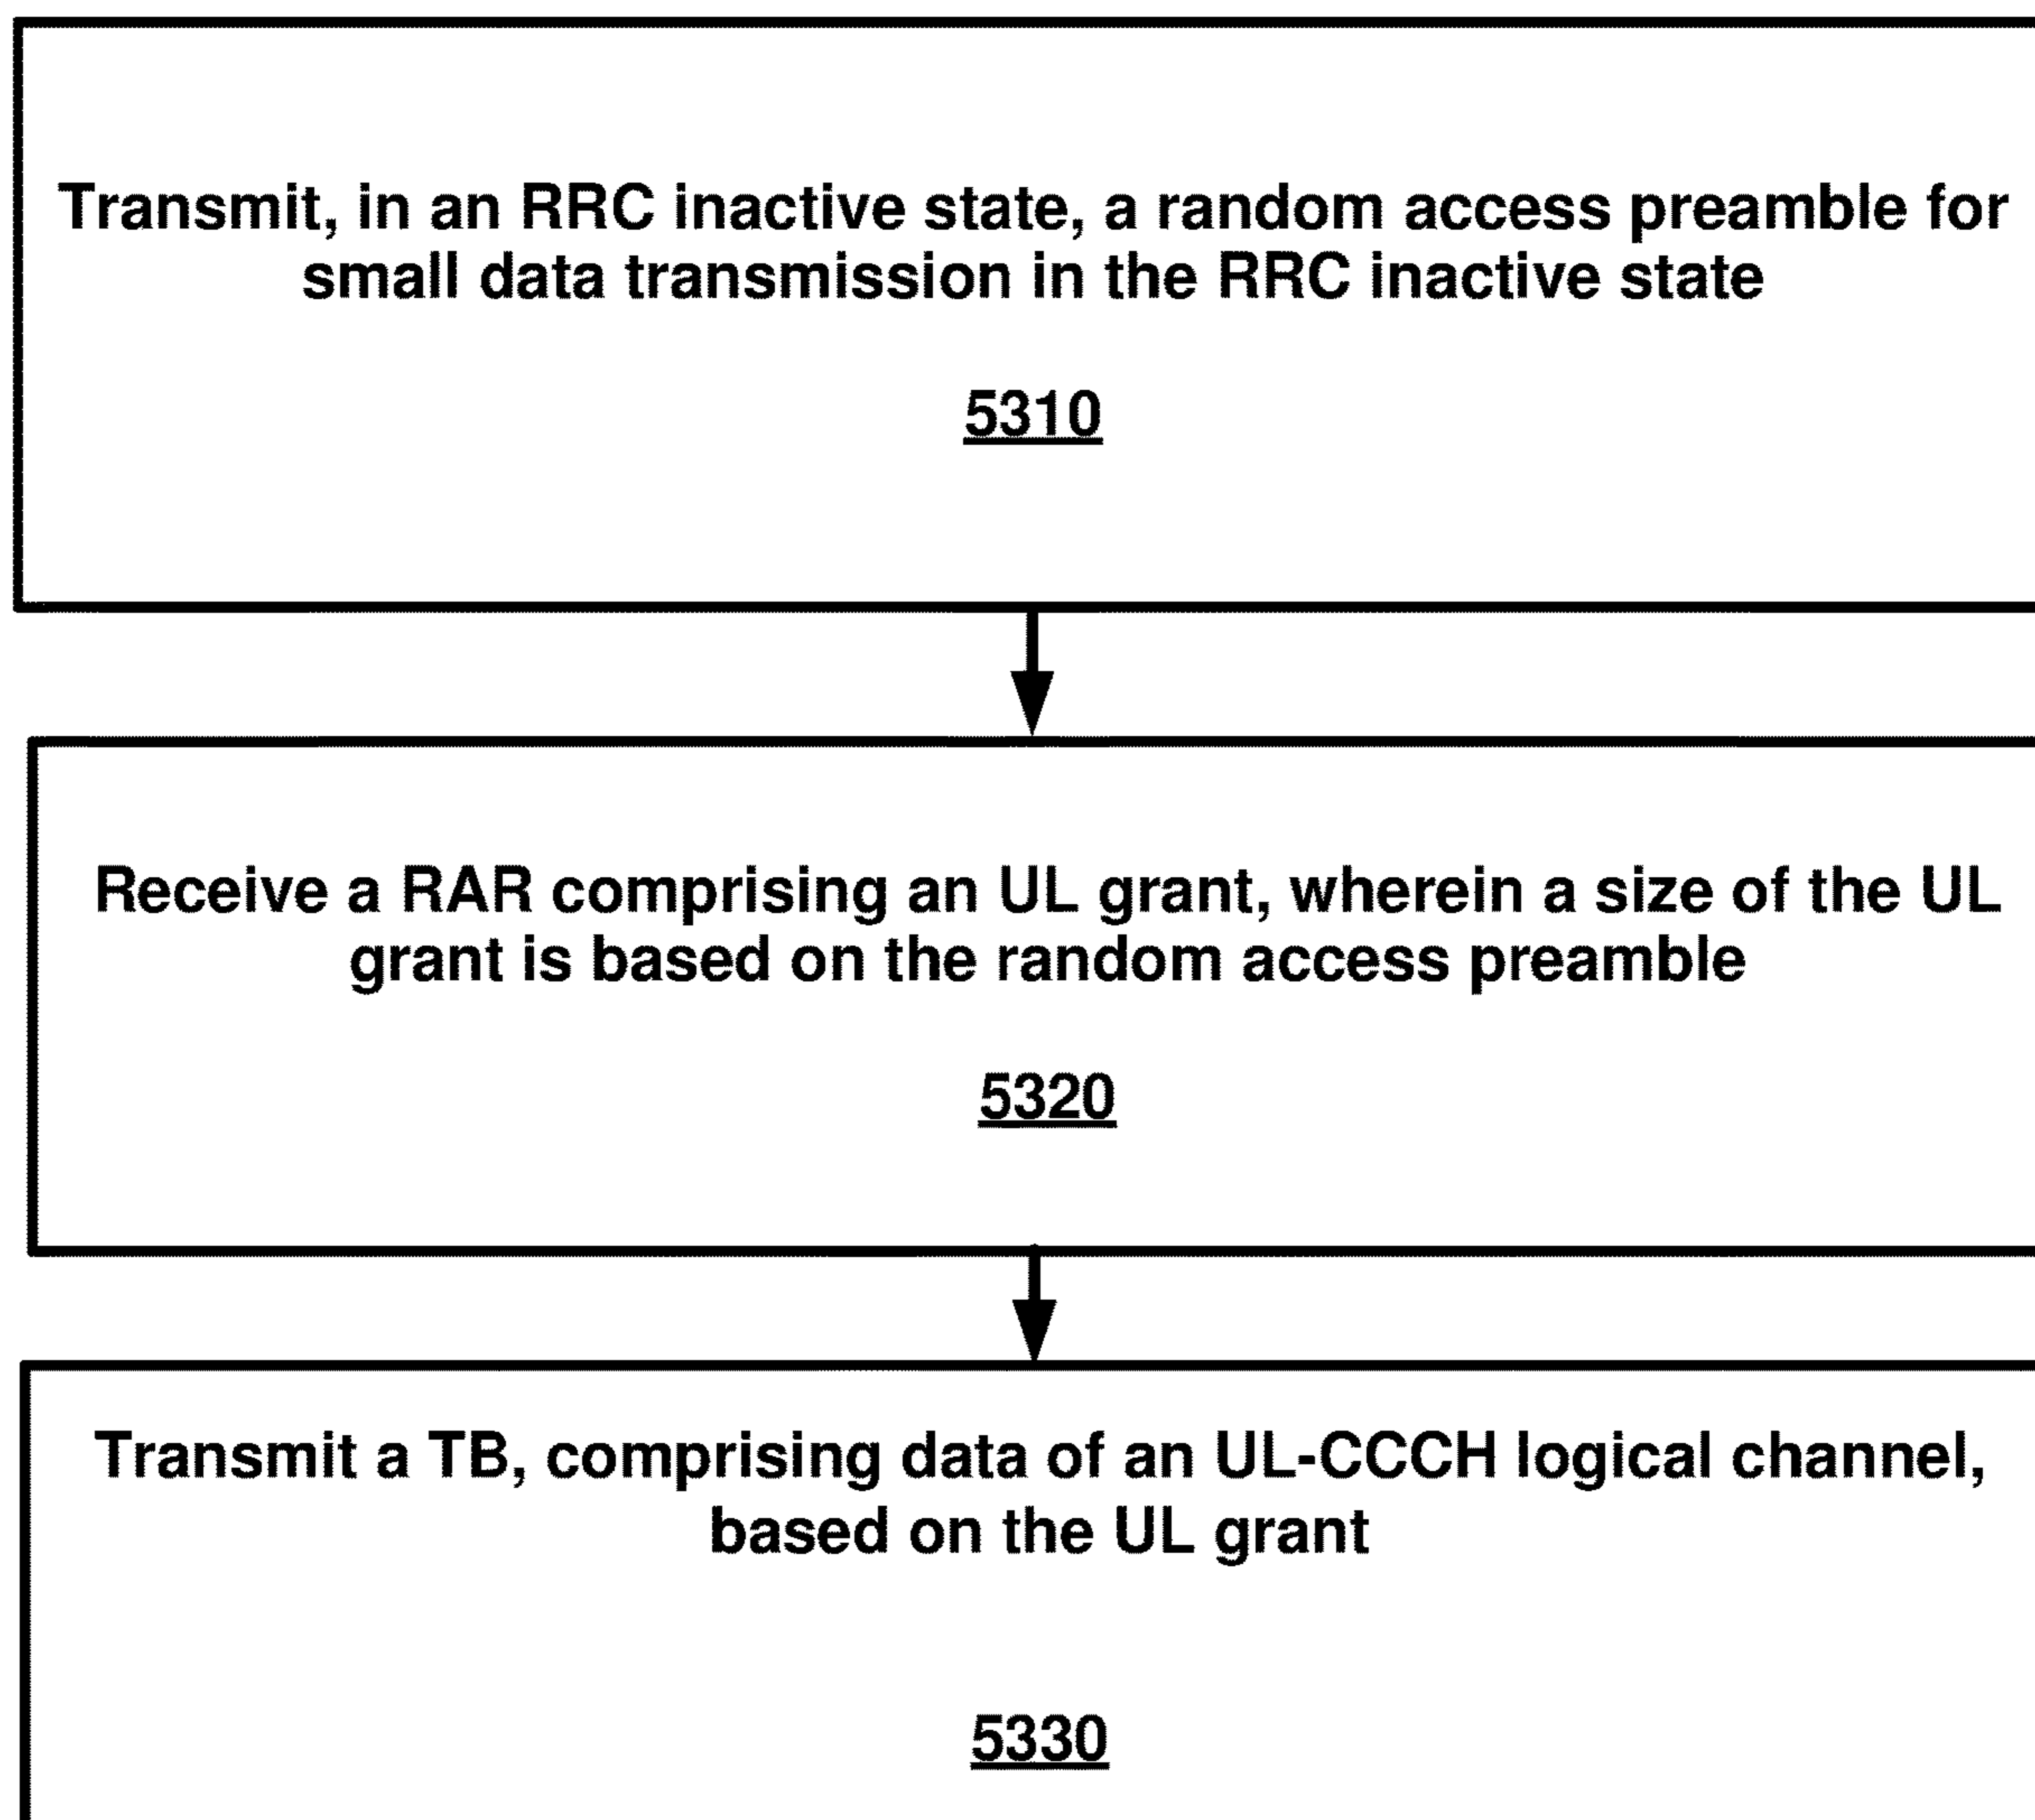 Transmit, in an RRC inactive state, a random access preamble for
small data transmission in the RRC inactive state
5310
Receive a RAR comprising an UL grant, wherein a size of the UL
grant is based on the random access preamble
5320
Transmit a TB, comprising data of an UL-CCCH logical channel,
based on the UL grant
5330